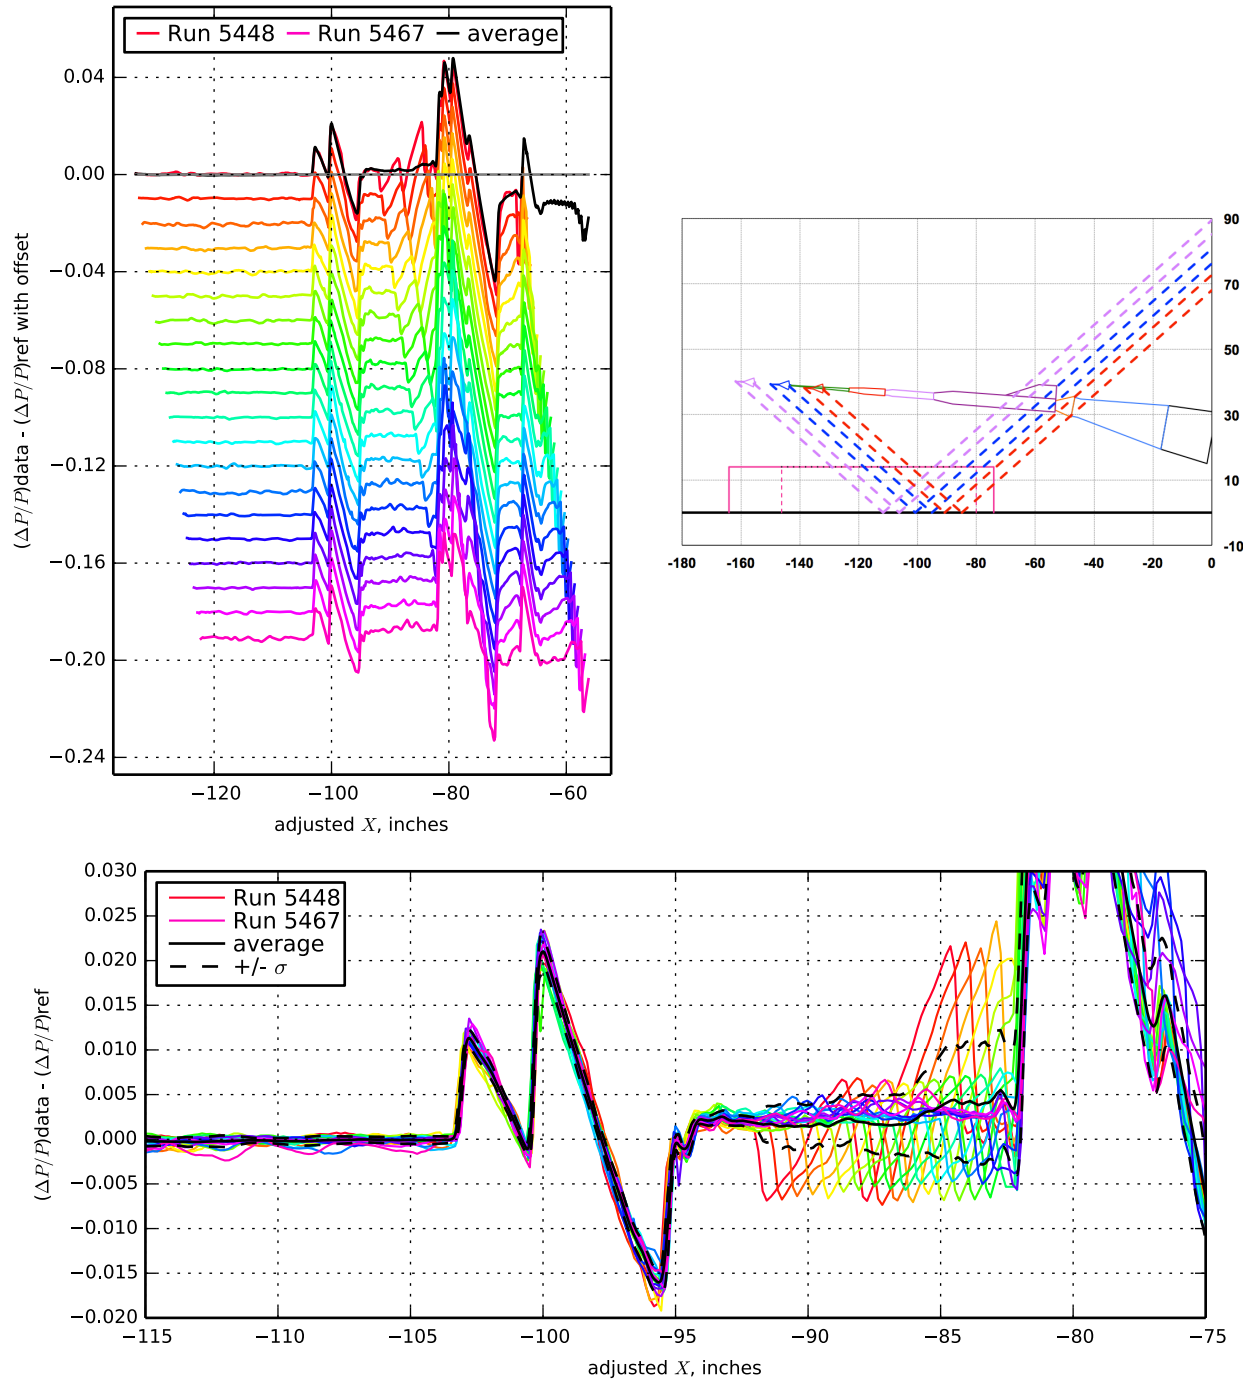 Run 5448 Run 5467 average
0.04
0.00
−0.04
−0.08
−0.12
−0.16
−0.20
−0.24
(ΔP/P)data - (ΔP/P)ref with offset
−120 −100 −80 −60
adjusted X, inches
90
70
50
30
10
-10
-180 -160 -140 -120 -100 -80 -60 -40 -20 0
0.030
0.025
0.020
0.015
0.010
0.005
0.000
−0.005
−0.010
−0.015
−0.020
(ΔP/P)data - (ΔP/P)ref
Run 5448
Run 5467
average
+/- σ
−115 −110 −105 −100 −95 −90 −85 −80 −75
adjusted X, inches